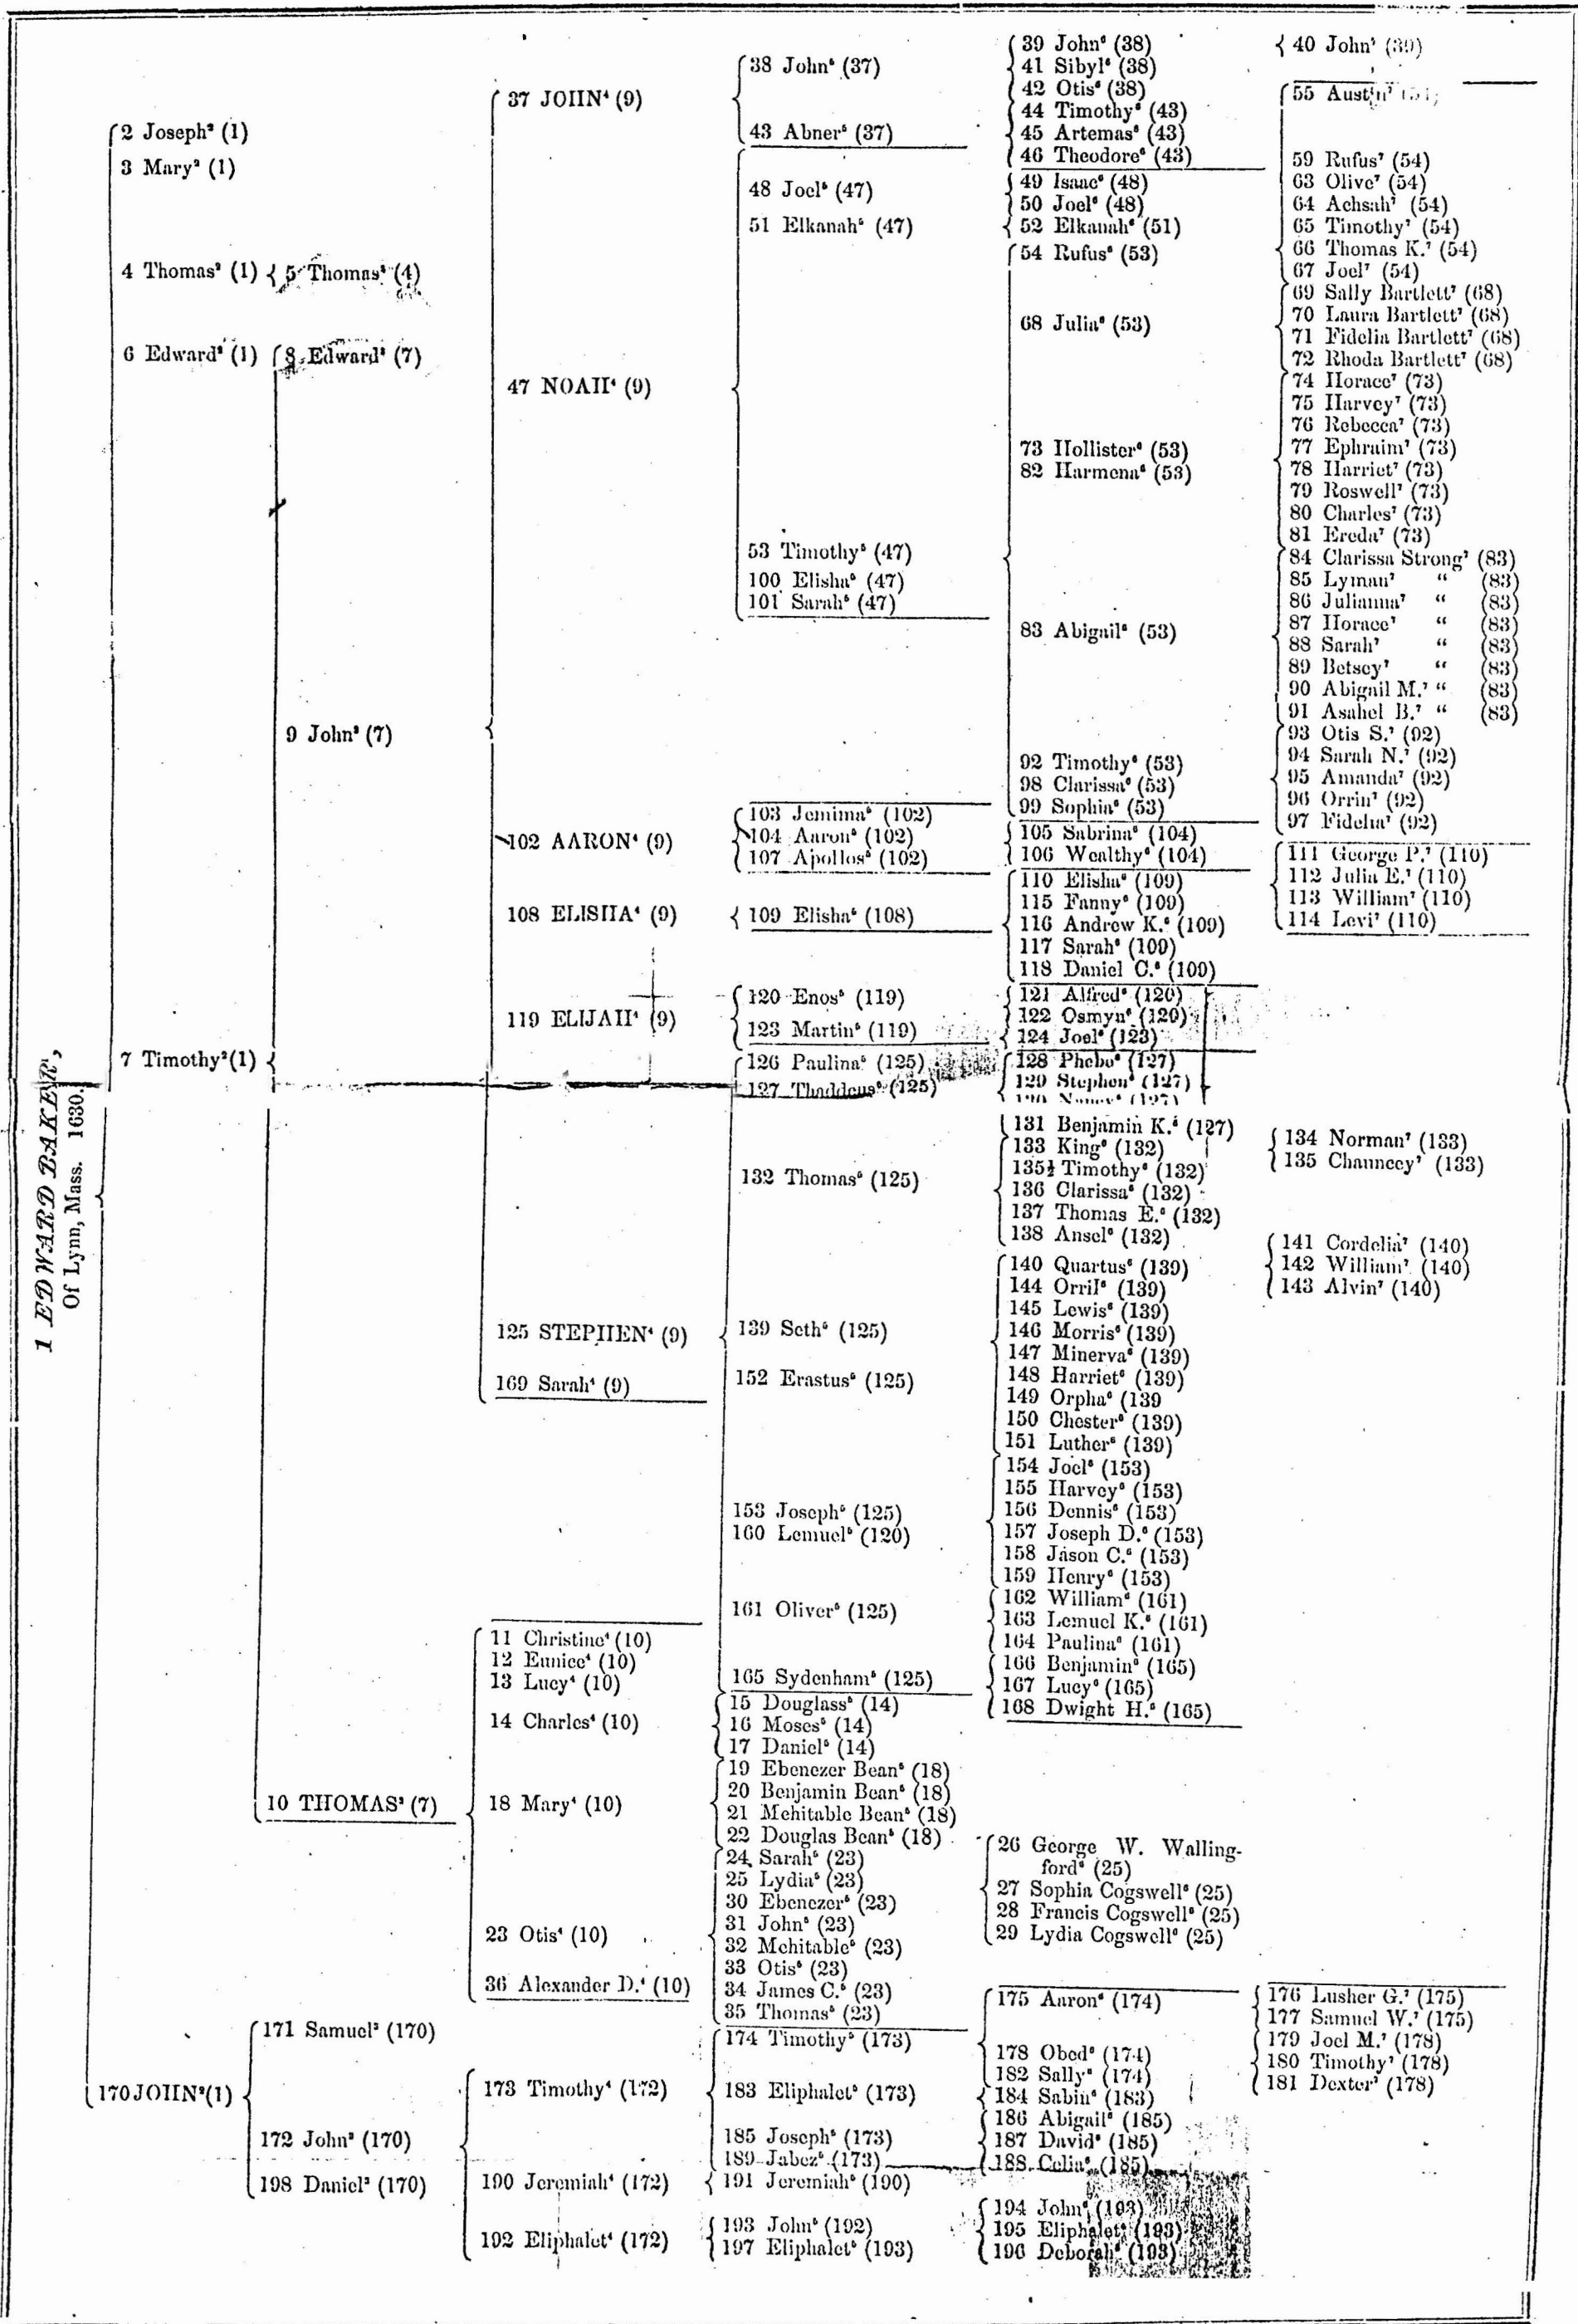 1 EDWARD BAKER,
Of Lynn, Mass. 1630.
2 Joseph² (1)
3 Mary² (1)
4 Thomas² (1)
6 Edward² (1)
7 Timothy² (1)
170 JOHN² (1)
5 Thomas³ (4)
8 Edward³ (7)
9 John³ (7)
10 THOMAS³ (7)
171 Samuel³ (170)
172 John³ (170)
198 Daniel³ (170)
37 JOHN⁴ (9)
47 NOAH⁴ (9)
102 AARON⁴ (9)
108 ELISHA⁴ (9)
119 ELIJAH⁴ (9)
125 STEPHEN⁴ (9)
169 Sarah⁴ (9)
11 Christine⁴ (10)
12 Eunice⁴ (10)
13 Lucy⁴ (10)
14 Charles⁴ (10)
18 Mary⁴ (10)
23 Otis⁴ (10)
36 Alexander D.⁴ (10)
173 Timothy⁴ (172)
190 Jeremiah⁴ (172)
192 Eliphalet⁴ (172)
38 John⁵ (37)
43 Abner⁵ (37)
48 Joel⁵ (47)
51 Elkanah⁵ (47)
53 Timothy⁵ (47)
100 Elisha⁵ (47)
101 Sarah⁵ (47)
103 Jemima⁵ (102)
104 Aaron⁵ (102)
107 Apollos⁵ (102)
109 Elisha⁵ (108)
120 Enos⁵ (119)
123 Martin⁵ (119)
126 Paulina⁵ (125)
127 Thaddeus⁵ (125)
132 Thomas⁵ (125)
139 Seth⁵ (125)
152 Erastus⁵ (125)
153 Joseph⁵ (125)
160 Lemuel⁵ (120)
161 Oliver⁵ (125)
165 Sydenham⁵ (125)
15 Douglass⁵ (14)
16 Moses⁵ (14)
17 Daniel⁵ (14)
19 Ebenezer Bean⁵ (18)
20 Benjamin Bean⁵ (18)
21 Mehitable Bean⁵ (18)
22 Douglas Bean⁵ (18)
24 Sarah⁵ (23)
25 Lydia⁵ (23)
30 Ebenezer⁵ (23)
31 John⁵ (23)
32 Mehitable⁵ (23)
33 Otis⁵ (23)
34 James C.⁵ (23)
35 Thomas⁵ (23)
174 Timothy⁵ (173)
183 Eliphalet⁵ (173)
185 Joseph⁵ (173)
189 Jabez⁵ (173)
191 Jeremiah⁵ (190)
193 John⁵ (192)
197 Eliphalet⁵ (193)
39 John⁶ (38)
41 Sibyl⁶ (38)
42 Otis⁶ (38)
44 Timothy⁶ (43)
45 Artemas⁶ (43)
46 Theodore⁶ (43)
49 Isaac⁶ (48)
50 Joel⁶ (48)
52 Elkanah⁶ (51)
54 Rufus⁶ (53)
68 Julia⁶ (53)
73 Hollister⁶ (53)
82 Harmena⁶ (53)
83 Abigail⁶ (53)
92 Timothy⁶ (53)
98 Clarissa⁶ (53)
99 Sophia⁶ (53)
105 Sabrina⁶ (104)
106 Wealthy⁶ (104)
110 Elisha⁶ (109)
115 Fanny⁶ (109)
116 Andrew K.⁶ (109)
117 Sarah⁶ (109)
118 Daniel C.⁶ (109)
121 Alfred⁶ (120)
122 Osmyn⁶ (120)
124 Joel⁶ (123)
128 Phebe⁶ (127)
129 Stephen⁶ (127)
(127)
131 Benjamin K.⁶ (127)
133 King⁶ (132)
135½ Timothy⁶ (132)
136 Clarissa⁶ (132)
137 Thomas E.⁶ (132)
138 Ansel⁶ (132)
140 Quartus⁶ (139)
144 Orril⁶ (139)
145 Lewis⁶ (139)
146 Morris⁶ (139)
147 Minerva⁶ (139)
148 Harriet⁶ (139)
149 Orpha⁶ (139
150 Chester⁶ (139)
151 Luther⁶ (139)
154 Joel⁶ (153)
155 Harvey⁶ (153)
156 Dennis⁶ (153)
157 Joseph D.⁶ (153)
158 Jason C.⁶ (153)
159 Henry⁶ (153)
162 William⁶ (161)
163 Lemuel K.⁶ (161)
164 Paulina⁶ (161)
166 Benjamin⁶ (165)
167 Lucy⁶ (165)
168 Dwight H.⁶ (165)
26 George W. Walling-
ford⁶ (25)
27 Sophia Cogswell⁶ (25)
28 Francis Cogswell⁶ (25)
29 Lydia Cogswell⁶ (25)
175 Aaron⁶ (174)
178 Obed⁶ (174)
182 Sally⁶ (174)
184 Sabin⁶ (183)
186 Abigail⁶ (185)
187 David⁶ (185)
188 Celia⁶ (185)
194 John⁶ (193)
195 Eliphalet⁶ (193)
196 Deborah⁶ (193)
40 John⁷ (39)
55 Austin⁷ (54)
59 Rufus⁷ (54)
63 Olive⁷ (54)
64 Achsah⁷ (54)
65 Timothy⁷ (54)
66 Thomas K.⁷ (54)
67 Joel⁷ (54)
69 Sally Bartlett⁷ (68)
70 Laura Bartlett⁷ (68)
71 Fidelia Bartlett⁷ (68)
72 Rhoda Bartlett⁷ (68)
74 Horace⁷ (73)
75 Harvey⁷ (73)
76 Rebecca⁷ (73)
77 Ephraim⁷ (73)
78 Harriet⁷ (73)
79 Roswell⁷ (73)
80 Charles⁷ (73)
81 Ereda⁷ (73)
84 Clarissa Strong⁷ (83)
85 Lyman⁷ “ (83)
86 Julianna⁷ “ (83)
87 Horace⁷ “ (83)
88 Sarah⁷ “ (83)
89 Betsey⁷ “ (83)
90 Abigail M.⁷ “ (83)
91 Asahel B.⁷ “ (83)
93 Otis S.⁷ (92)
94 Sarah N.⁷ (92)
95 Amanda⁷ (92)
96 Orrin⁷ (92)
97 Fidelia⁷ (92)
111 George P.⁷ (110)
112 Julia E.⁷ (110)
113 William⁷ (110)
114 Levi⁷ (110)
134 Norman⁷ (133)
135 Chauncey⁷ (133)
141 Cordelia⁷ (140)
142 William⁷ (140)
143 Alvin⁷ (140)
176 Lusher G.⁷ (175)
177 Samuel W.⁷ (175)
179 Joel M.⁷ (178)
180 Timothy⁷ (178)
181 Dexter⁷ (178)